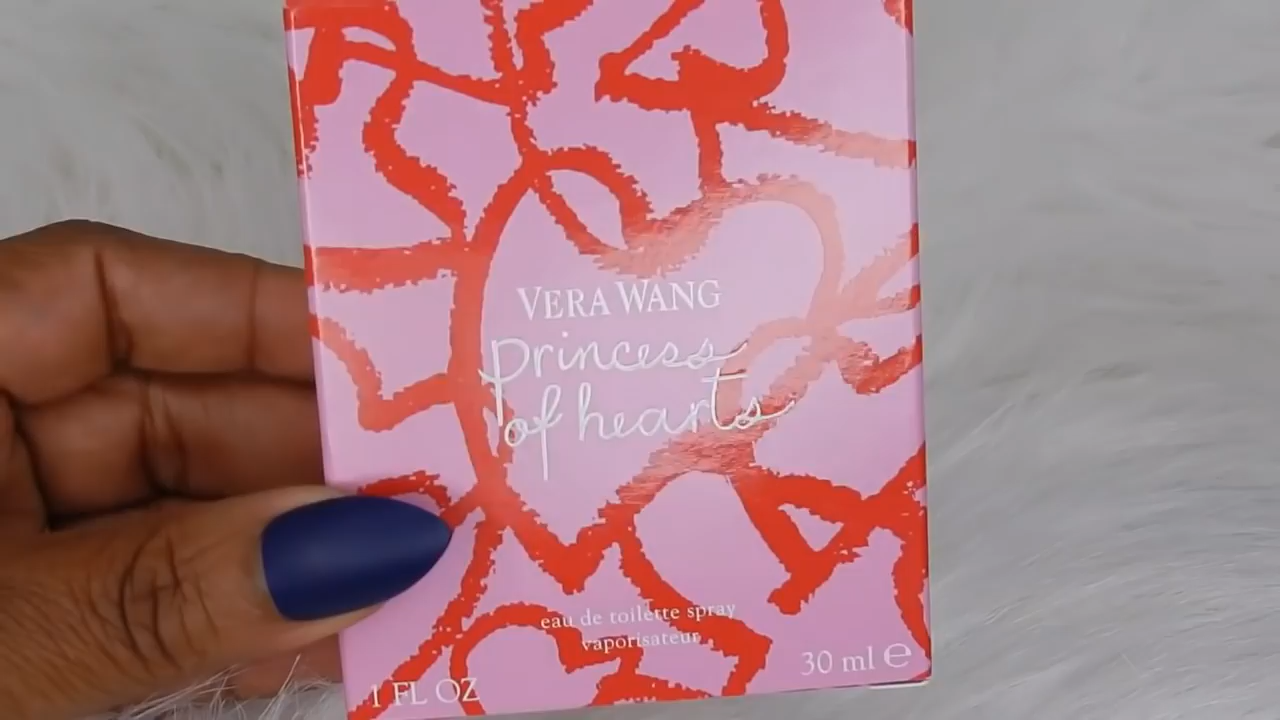 VERA WANG
princess
of hearts
eau de toilette spray
vaporisateur
30 ml ℮
1 FL OZ